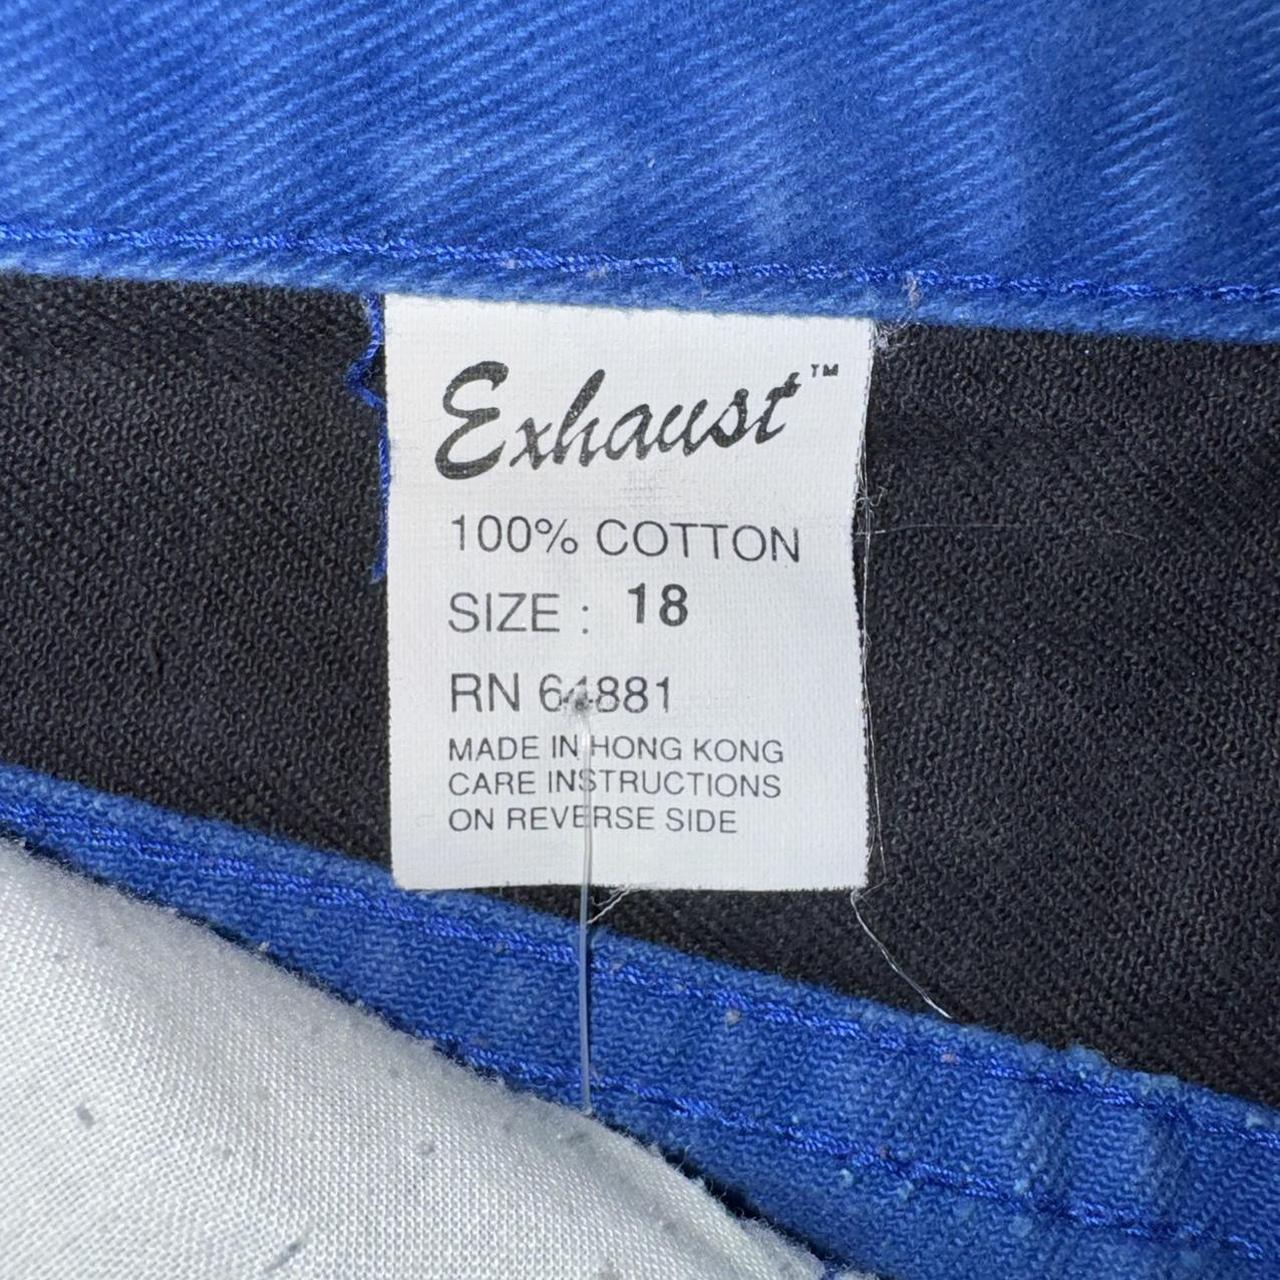 Exhaust™
100% COTTON
SIZE : 18
RN 64881
MADE IN HONG KONG
CARE INSTRUCTIONS
ON REVERSE SIDE